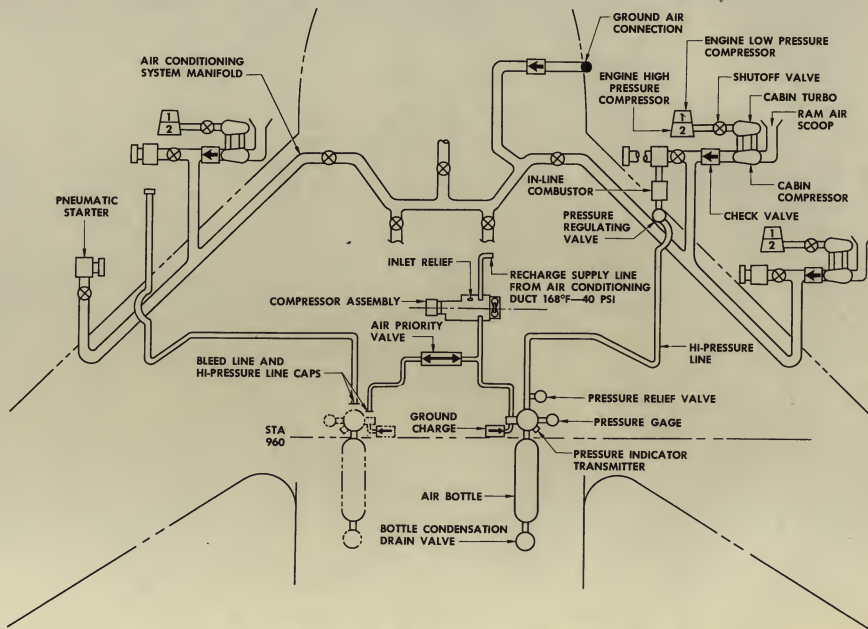 GROUND AIR
CONNECTION
ENGINE LOW PRESSURE
COMPRESSOR
AIR CONDITIONING
SYSTEM MANIFOLD
ENGINE HIGH
PRESSURE
COMPRESSOR
SHUTOFF VALVE
CABIN TURBO
RAM AIR
SCOOP
1
2
1
2
IN-LINE
COMBUSTOR
CABIN
COMPRESSOR
PNEUMATIC
STARTER
PRESSURE
REGULATING
VALVE
CHECK VALVE
1
2
INLET RELIEF
RECHARGE SUPPLY LINE
FROM AIR CONDITIONING
DUCT 168°F—40 PSI
COMPRESSOR ASSEMBLY
AIR PRIORITY
VALVE
HI-PRESSURE
LINE
BLEED LINE AND
HI-PRESSURE LINE CAPS
PRESSURE RELIEF VALVE
GROUND
CHARGE
PRESSURE GAGE
STA
960
PRESSURE INDICATOR
TRANSMITTER
AIR BOTTLE
BOTTLE CONDENSATION
DRAIN VALVE